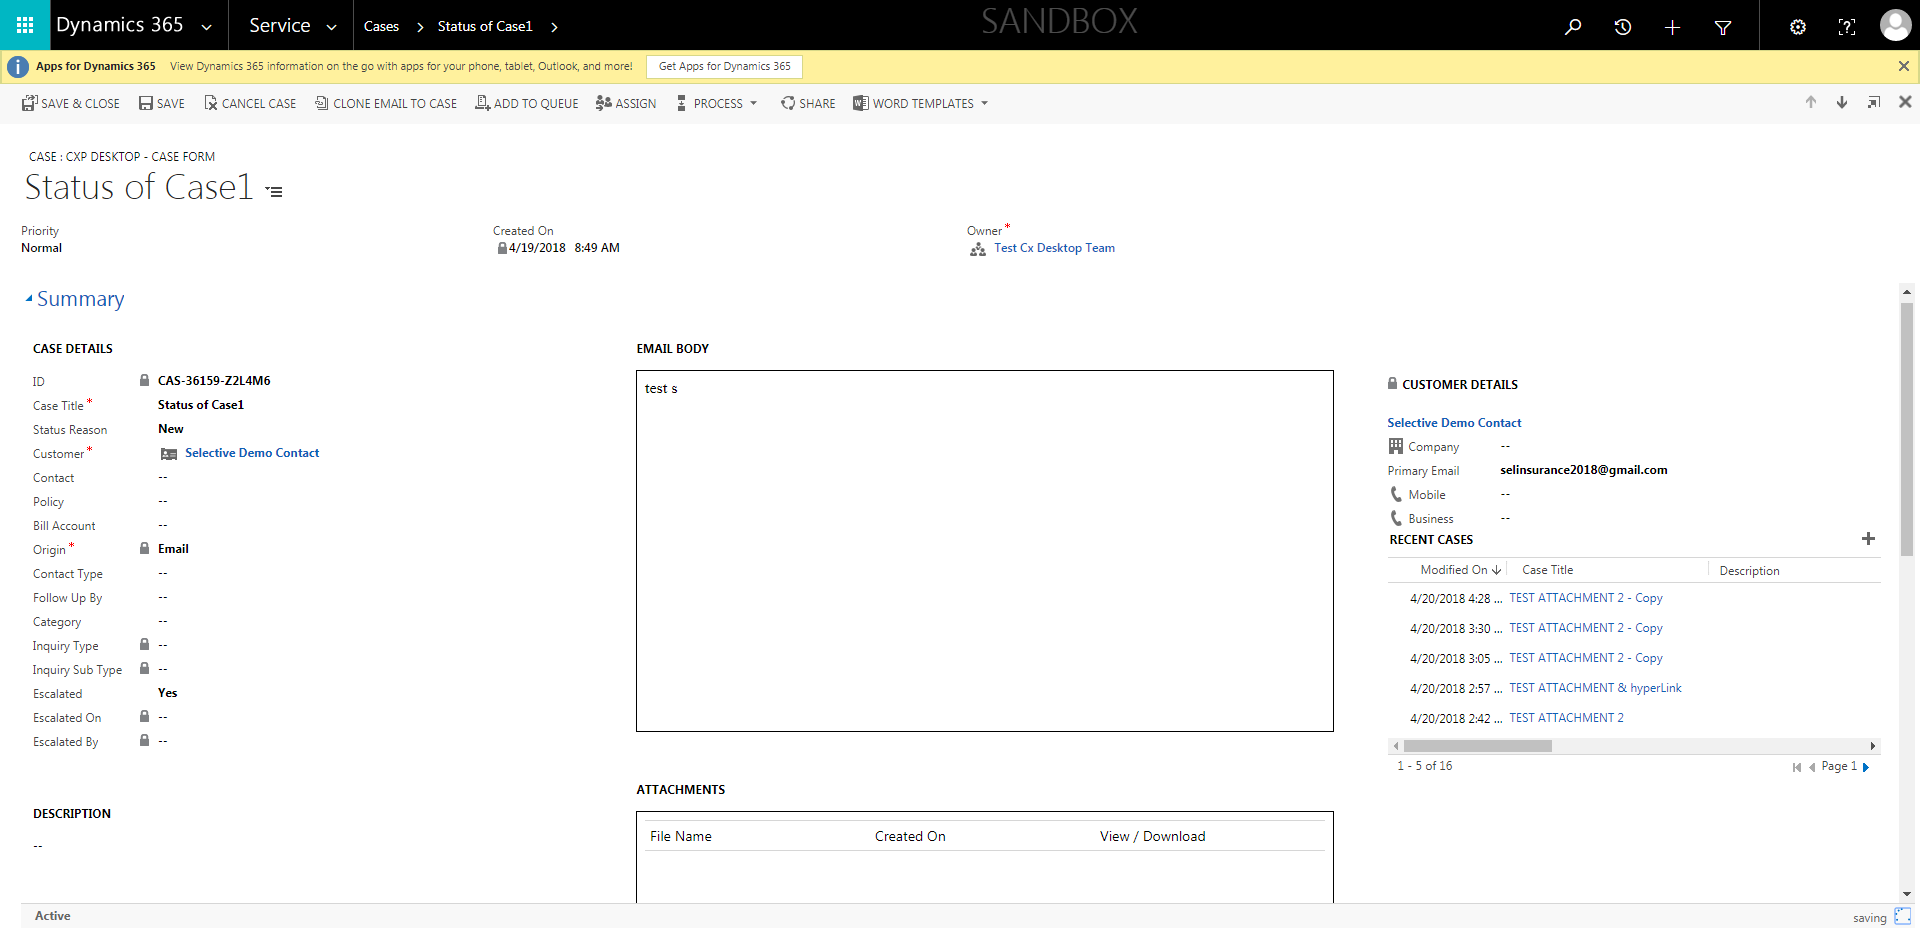 Dynamics 365 Service Cases Status of Case1 SANDBOX
Apps for Dynamics 365 View Dynamics 365 information on the go with apps for your phone, tablet, Outlook, and more! Get Apps for Dynamics 365
SAVE & CLOSE SAVE CANCEL CASE CLONE EMAIL TO CASE ADD TO QUEUE ASSIGN PROCESS SHARE WORD TEMPLATES
CASE : CXP DESKTOP - CASE FORM
Status of Case1
Priority
Normal
Created On
4/19/2018 8:49 AM
Owner*
Test Cx Desktop Team
Summary
CASE DETAILS
ID CAS-36159-Z2L4M6
Case Title* Status of Case1
Status Reason New
Customer* Selective Demo Contact
Contact --
Policy --
Bill Account --
Origin* Email
Contact Type --
Follow Up By --
Category --
Inquiry Type --
Inquiry Sub Type --
Escalated Yes
Escalated On --
Escalated By --
DESCRIPTION
--
EMAIL BODY
test s
ATTACHMENTS
File Name Created On View / Download
CUSTOMER DETAILS
Selective Demo Contact
Company --
Primary Email selinsurance2018@gmail.com
Mobile --
Business --
RECENT CASES
Modified On Case Title Description
4/20/2018 4:28 ... TEST ATTACHMENT 2 - Copy
4/20/2018 3:30 ... TEST ATTACHMENT 2 - Copy
4/20/2018 3:05 ... TEST ATTACHMENT 2 - Copy
4/20/2018 2:57 ... TEST ATTACHMENT & hyperLink
4/20/2018 2:42 ... TEST ATTACHMENT 2
1 - 5 of 16 Page 1
Active saving